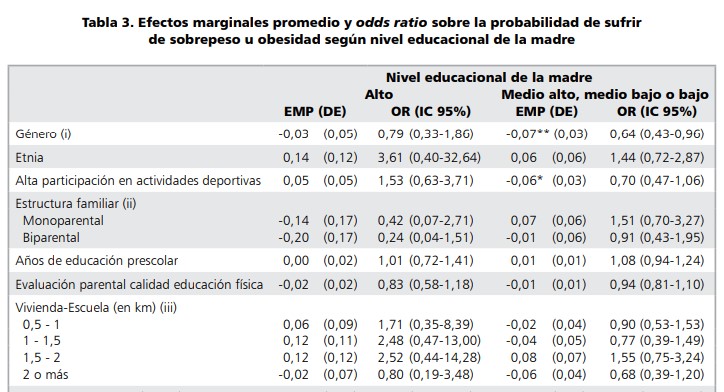 Tabla 3. Efectos marginales promedio y odds ratio sobre la probabilidad de sufrir
de sobrepeso u obesidad según nivel educacional de la madre
Nivel educacional de la madre
Alto Medio alto, medio bajo o bajo
EMP (DE) OR (IC 95%) EMP (DE) OR (IC 95%)
Género (i) -0,03 (0,05) 0,79 (0,33-1,86) -0,07** (0,03) 0,64 (0,43-0,96)
Etnia 0,14 (0,12) 3,61 (0,40-32,64) 0,06 (0,06) 1,44 (0,72-2,87)
Alta participación en actividades deportivas 0,05 (0,05) 1,53 (0,63-3,71) -0,06* (0,03) 0,70 (0,47-1,06)
Estructura familiar (ii)
Monoparental -0,14 (0,17) 0,42 (0,07-2,71) 0,07 (0,06) 1,51 (0,70-3,27)
Biparental -0,20 (0,17) 0,24 (0,04-1,51) -0,01 (0,06) 0,91 (0,43-1,95)
Años de educación prescolar 0,00 (0,02) 1,01 (0,72-1,41) 0,01 (0,01) 1,08 (0,94-1,24)
Evaluación parental calidad educación física -0,02 (0,02) 0,83 (0,58-1,18) -0,01 (0,01) 0,94 (0,81-1,10)
Vivienda-Escuela (en km) (iii)
0,5 - 1 0,06 (0,09) 1,71 (0,35-8,39) -0,02 (0,04) 0,90 (0,53-1,53)
1 - 1,5 0,12 (0,11) 2,48 (0,47-13,00) -0,04 (0,05) 0,77 (0,39-1,49)
1,5 - 2 0,12 (0,12) 2,52 (0,44-14,28) 0,08 (0,07) 1,55 (0,75-3,24)
2 o más -0,02 (0,07) 0,80 (0,19-3,48) -0,06 (0,04) 0,68 (0,39-1,20)